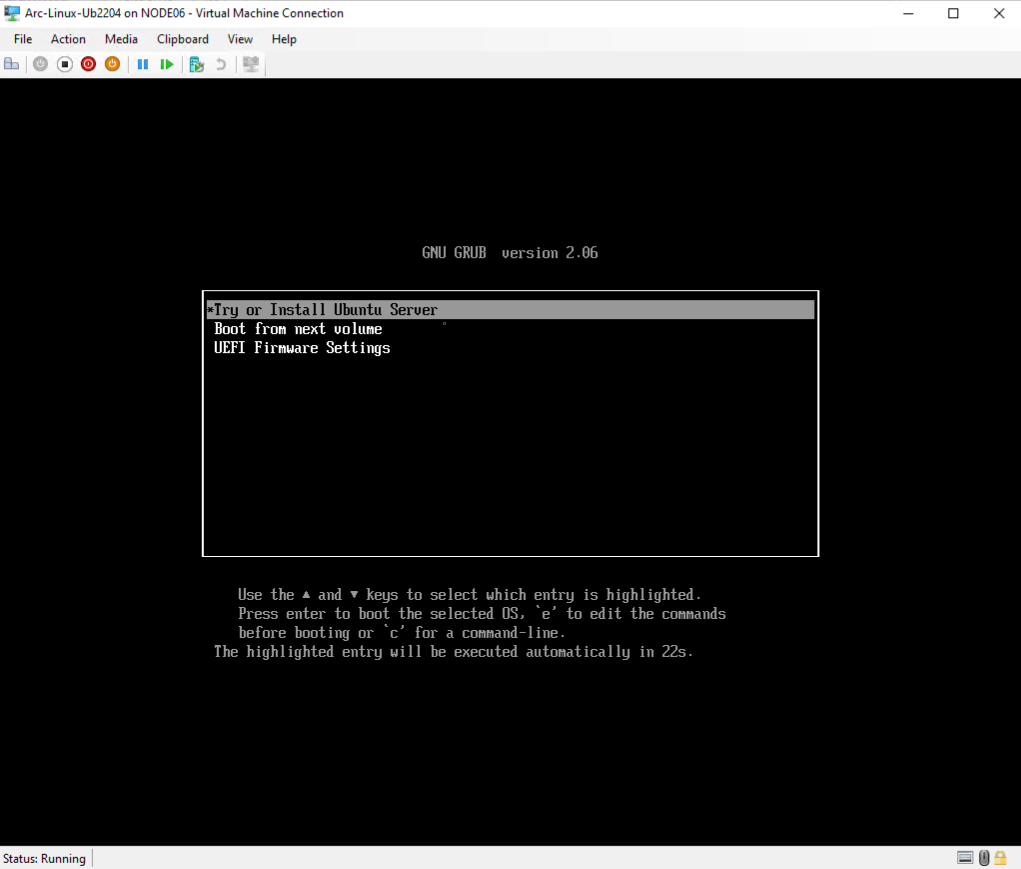 Arc-Linux-Ub2204 on NODE06 - Virtual Machine Connection
File Action Media Clipboard View Help
GNU GRUB version 2.06
*Try or Install Ubuntu Server
Boot from next volume
UEFI Firmware Settings
Use the ▲ and ▼ keys to select which entry is highlighted.
Press enter to boot the selected OS, `e' to edit the commands
before booting or `c' for a command-line.
The highlighted entry will be executed automatically in 22s.
Status: Running